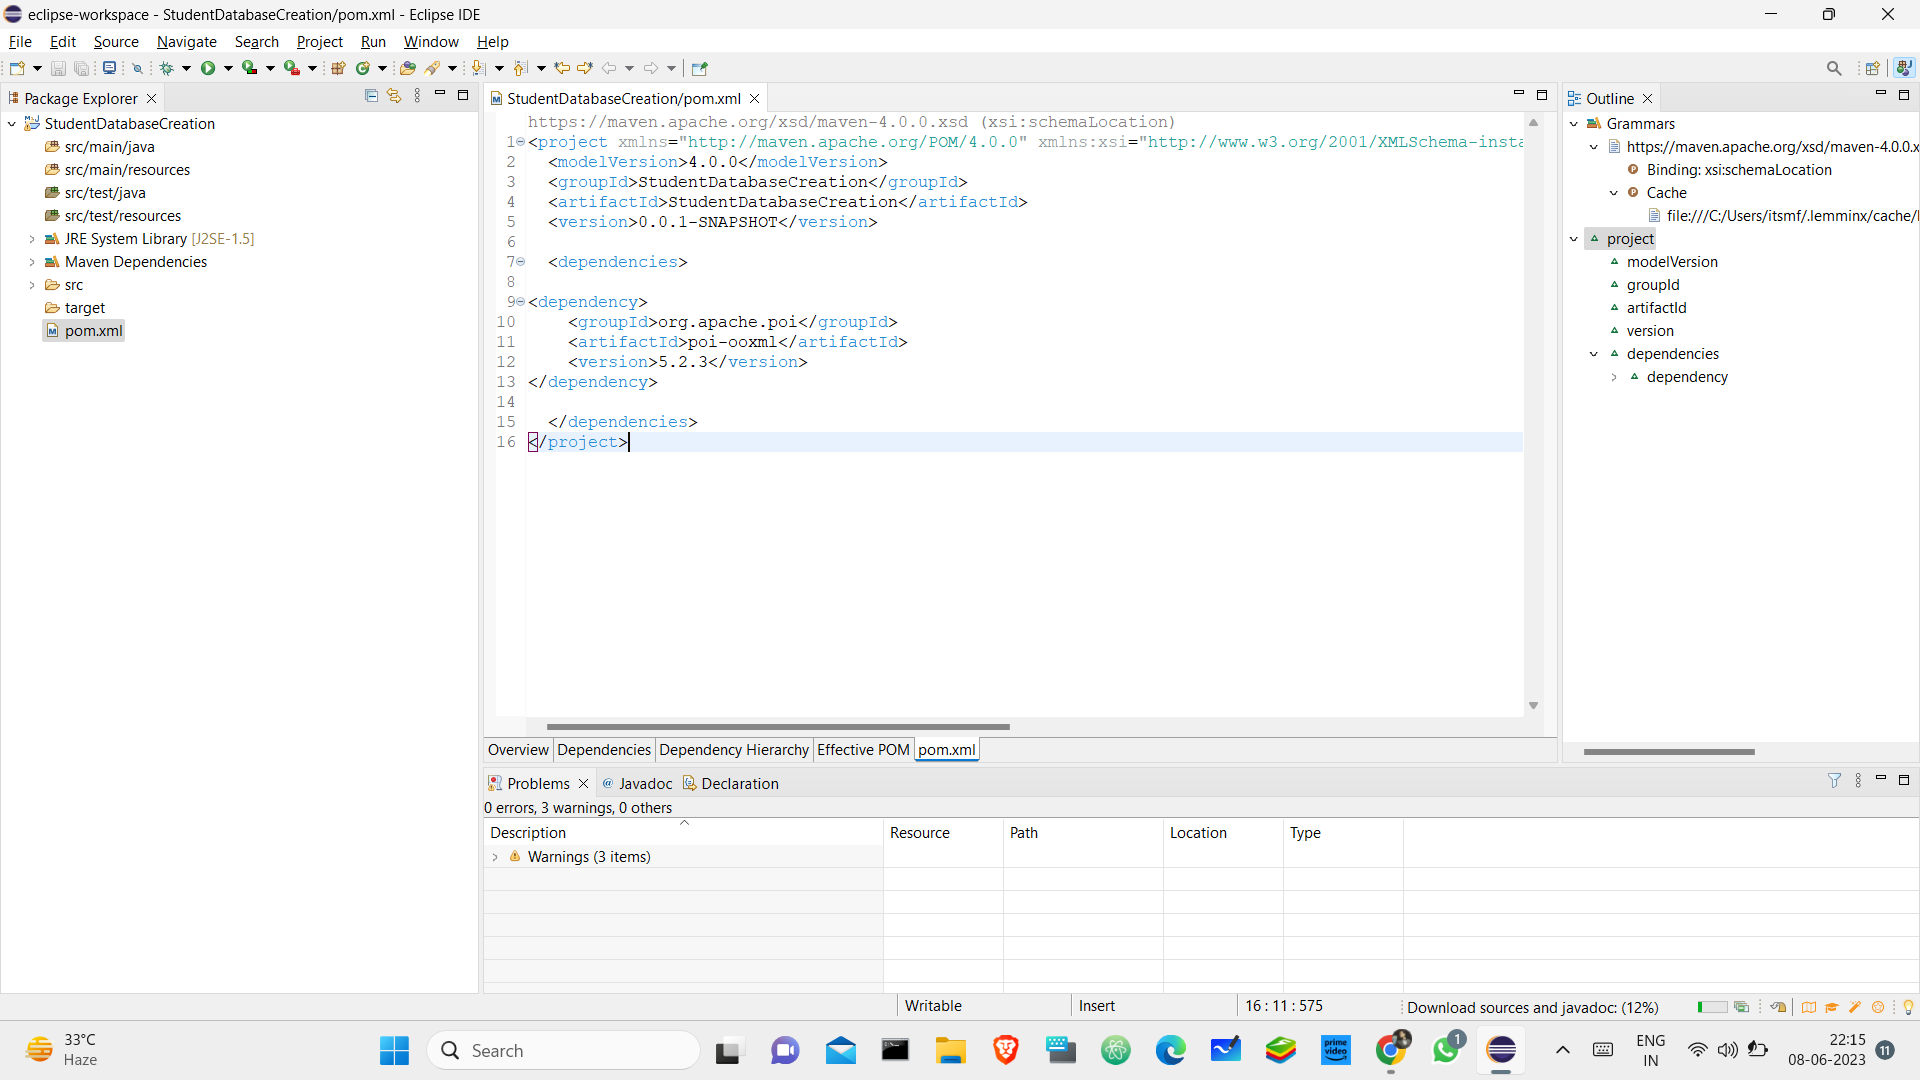 eclipse-workspace - StudentDatabaseCreation/pom.xml - Eclipse IDE
File Edit Source Navigate Search Project Run Window Help
Package Explorer
StudentDatabaseCreation
src/main/java
src/main/resources
src/test/java
src/test/resources
JRE System Library [J2SE-1.5]
Maven Dependencies
src
target
pom.xml
StudentDatabaseCreation/pom.xml
https://maven.apache.org/xsd/maven-4.0.0.xsd (xsi:schemaLocation)
1 <project xmlns="http://maven.apache.org/POM/4.0.0" xmlns:xsi="http://www.w3.org/2001/XMLSchema-insta
2 <modelVersion>4.0.0</modelVersion>
3 <groupId>StudentDatabaseCreation</groupId>
4 <artifactId>StudentDatabaseCreation</artifactId>
5 <version>0.0.1-SNAPSHOT</version>
6
7 <dependencies>
8
9 <dependency>
10 <groupId>org.apache.poi</groupId>
11 <artifactId>poi-ooxml</artifactId>
12 <version>5.2.3</version>
13 </dependency>
14
15 </dependencies>
16 </project>
Overview Dependencies Dependency Hierarchy Effective POM pom.xml
Outline
Grammars
https://maven.apache.org/xsd/maven-4.0.0.x
Binding: xsi:schemaLocation
Cache
file:///C:/Users/itsmf/.lemminx/cache/
project
modelVersion
groupId
artifactId
version
dependencies
dependency
Problems @ Javadoc Declaration
0 errors, 3 warnings, 0 others
Description Resource Path Location Type
Warnings (3 items)
Writable Insert 16 : 11 : 575 Download sources and javadoc: (12%)
33°C
Haze
Search
prime video
1
ENG
IN
22:15
08-06-2023
11